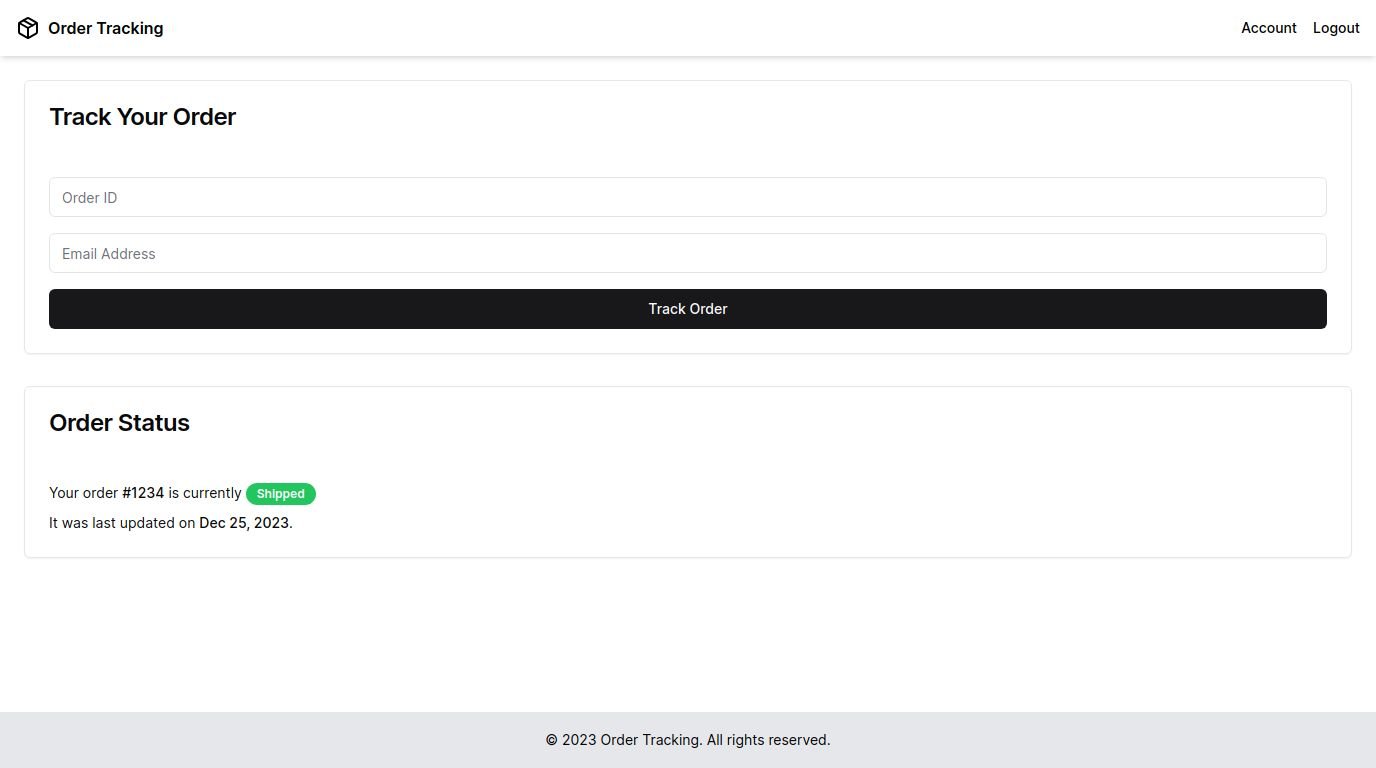 Order Tracking
Account Logout
Track Your Order
Order ID
Email Address
Track Order
Order Status
Your order #1234 is currently Shipped
It was last updated on Dec 25, 2023.
© 2023 Order Tracking. All rights reserved.